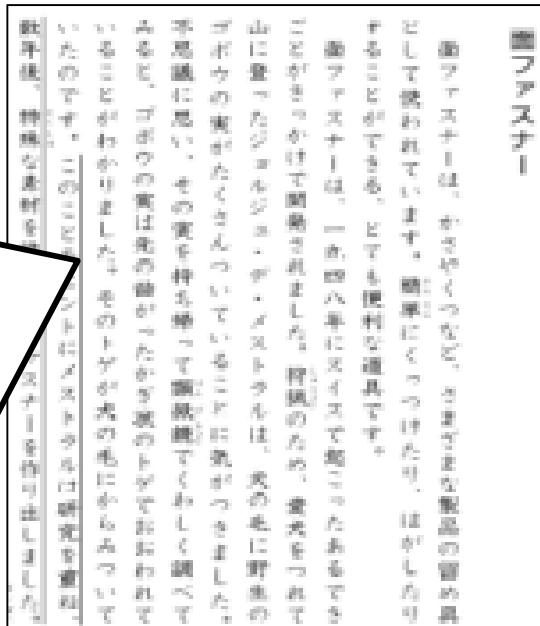 面ファスナー
面ファスナーは、かさやくつなど、さまざまな製品の留め具
として使われています。簡単にくっつけたり、はがしたり
することができる、とても便利な道具です。
面ファスナーは、一九四八年にスイスで起こったあるでき
ごとがきっかけで開発されました。狩猟のため、愛犬をつれて
山に登ったジョルジュ・デ・メストラルは、犬の毛に野生の
ゴボウの実がたくさんついていることに気がつきました。
不思議に思い、その実を持ち帰って顕微鏡でくわしく調べて
みると、ゴボウの実は先の曲がったかぎ状のトゲでおおわれて
いることがわかりました。そのトゲが犬の毛にからみついて
いたのです。このことをヒントにメストラルは研究を重ね、
数年後、特殊な素材を スナーを作り出しました。